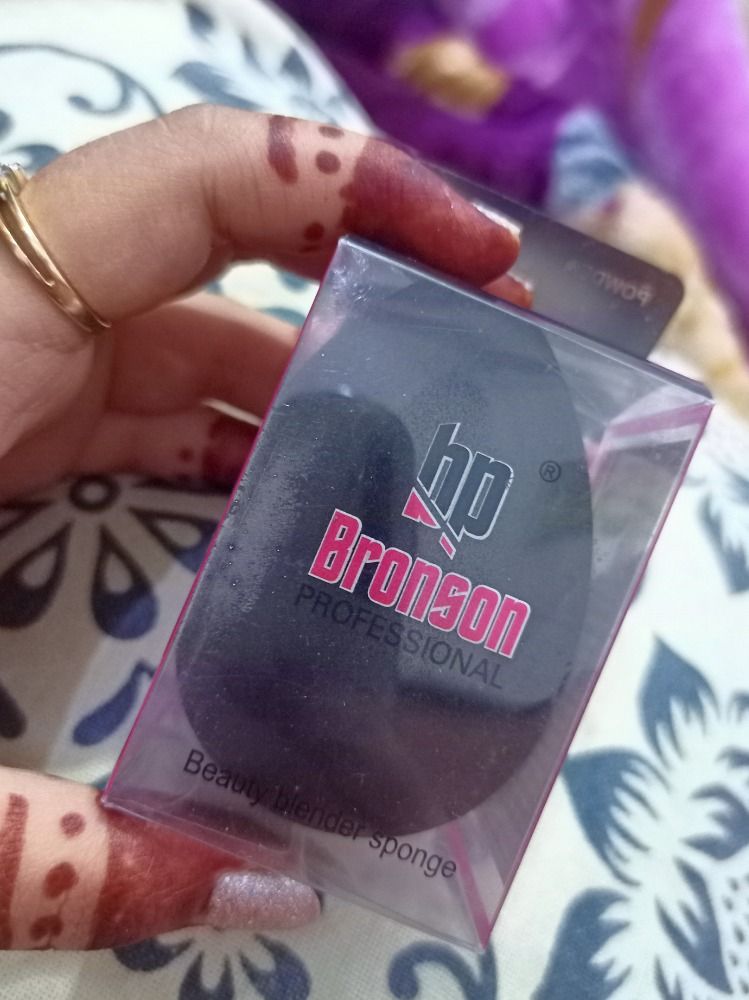 bp
®
Bronson
PROFESSIONAL
Beauty blender sponge